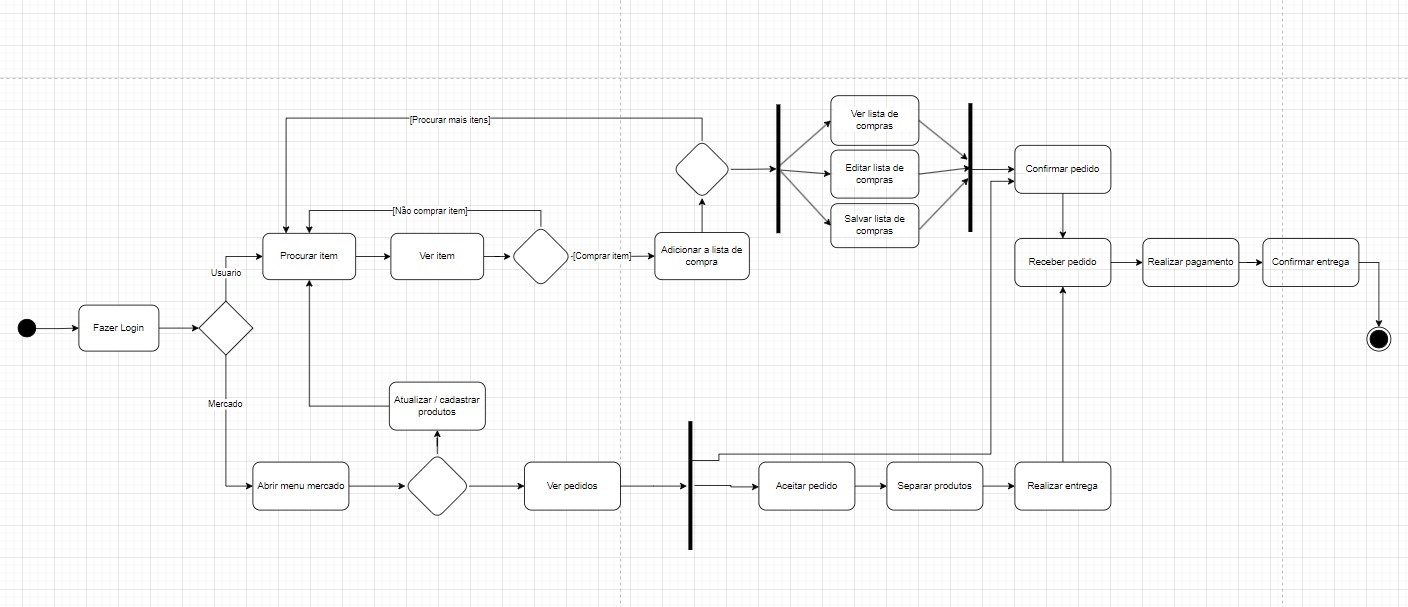 [Procurar mais itens]
Ver lista de
compras
Editar lista de
compras
Salvar lista de
compras
Confirmar pedido
[Não comprar item]
Procurar item
Ver item
[Comprar item]
Adicionar a lista de
compra
Receber pedido
Realizar pagamento
Confirmar entrega
Usuario
Fazer Login
Mercado
Atualizar / cadastrar
produtos
Abrir menu mercado
Ver pedidos
Aceitar pedido
Separar produtos
Realizar entrega